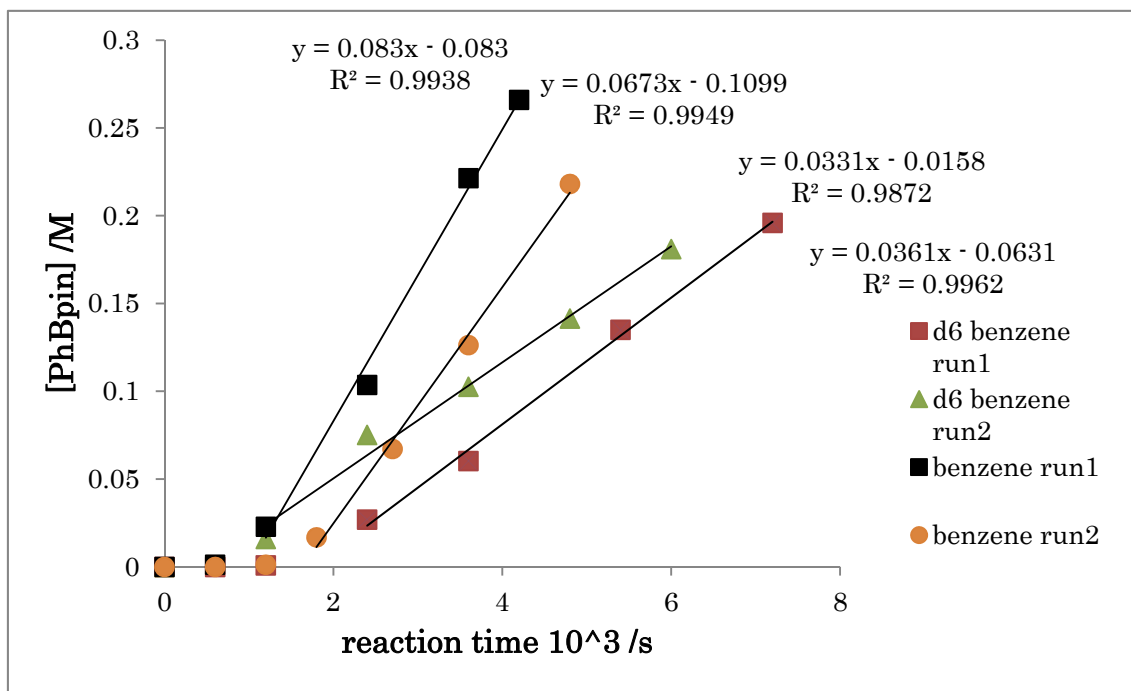 y = 0.083x - 0.083
R² = 0.9938
y = 0.0673x - 0.1099
R² = 0.9949
y = 0.0331x - 0.0158
R² = 0.9872
y = 0.0361x - 0.0631
R² = 0.9962
[PhBpin] /M
0.3
0.25
0.2
0.15
0.1
0.05
0
0
2
4
6
8
reaction time 10^3 /s
d6 benzene
run1
d6 benzene
run2
benzene run1
benzene run2